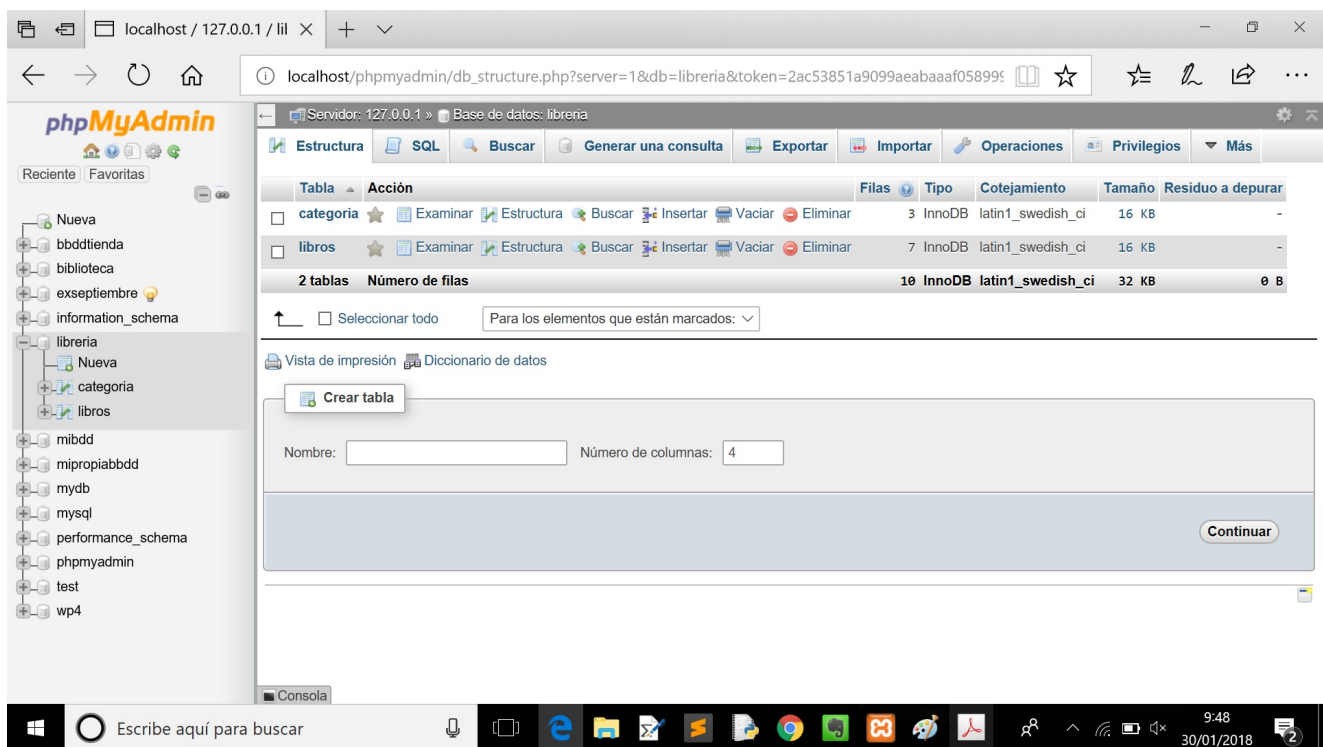 localhost / 127.0.0.1 / lil
localhost/phpmyadmin/db_structure.php?server=1&db=libreria&token=2ac53851a9099aeabaaaf05899
phpMyAdmin
Reciente Favoritas
Nueva
bbddtienda
biblioteca
exseptiembre
information_schema
libreria
Nueva
categoria
libros
mibdd
mipropiabbdd
mydb
mysql
performance_schema
phpmyadmin
test
wp4
Servidor: 127.0.0.1 » Base de datos: libreria
Estructura SQL Buscar Generar una consulta Exportar Importar Operaciones Privilegios Más
Tabla Acción Filas Tipo Cotejamiento Tamaño Residuo a depurar
categoria Examinar Estructura Buscar Insertar Vaciar Eliminar 3 InnoDB latin1_swedish_ci 16 KB -
libros Examinar Estructura Buscar Insertar Vaciar Eliminar 7 InnoDB latin1_swedish_ci 16 KB -
2 tablas Número de filas 10 InnoDB latin1_swedish_ci 32 KB 0 B
Seleccionar todo Para los elementos que están marcados:
Vista de impresión Diccionario de datos
Crear tabla
Nombre: Número de columnas: 4
Continuar
Consola
Escribe aquí para buscar
9:48
30/01/2018
2